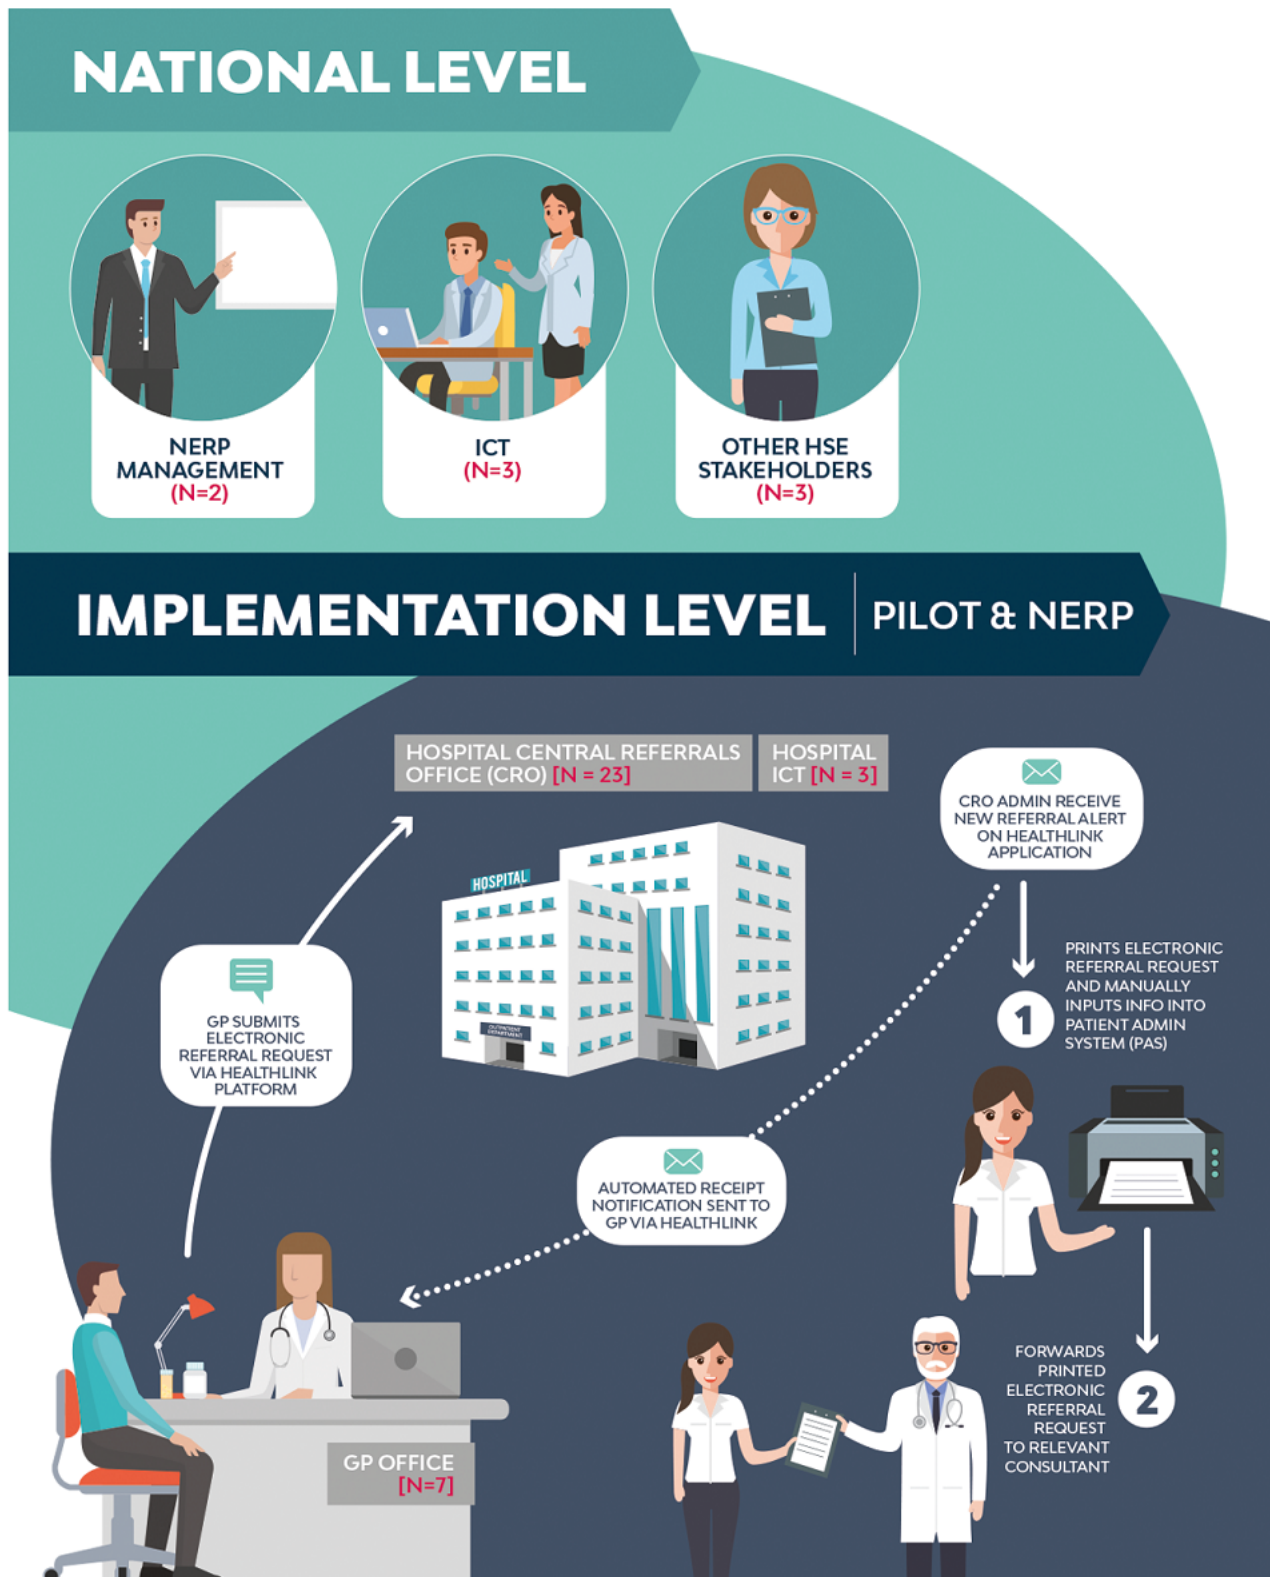 NATIONAL LEVEL
NERP
MANAGEMENT
(N=2)
ICT
(N=3)
OTHER HSE
STAKEHOLDERS
(N=3)
IMPLEMENTATION LEVEL
PILOT & NERP
HOSPITAL CENTRAL REFERRALS
OFFICE (CRO) [N = 23]
HOSPITAL
ICT [N = 3]
CRO ADMIN RECEIVE
NEW REFERRAL ALERT
ON HEALTHLINK
APPLICATION
HOSPITAL
OUTPATIENT
DEPARTMENT
PRINTS ELECTRONIC
REFERRAL REQUEST
AND MANUALLY
INPUTS INFO INTO
PATIENT ADMIN
SYSTEM (PAS)
1
GP SUBMITS
ELECTRONIC
REFERRAL REQUEST
VIA HEALTHLINK
PLATFORM
AUTOMATED RECEIPT
NOTIFICATION SENT TO
GP VIA HEALTHLINK
FORWARDS
PRINTED
ELECTRONIC
REFERRAL
REQUEST
TO RELEVANT
CONSULTANT
2
GP OFFICE
[N=7]